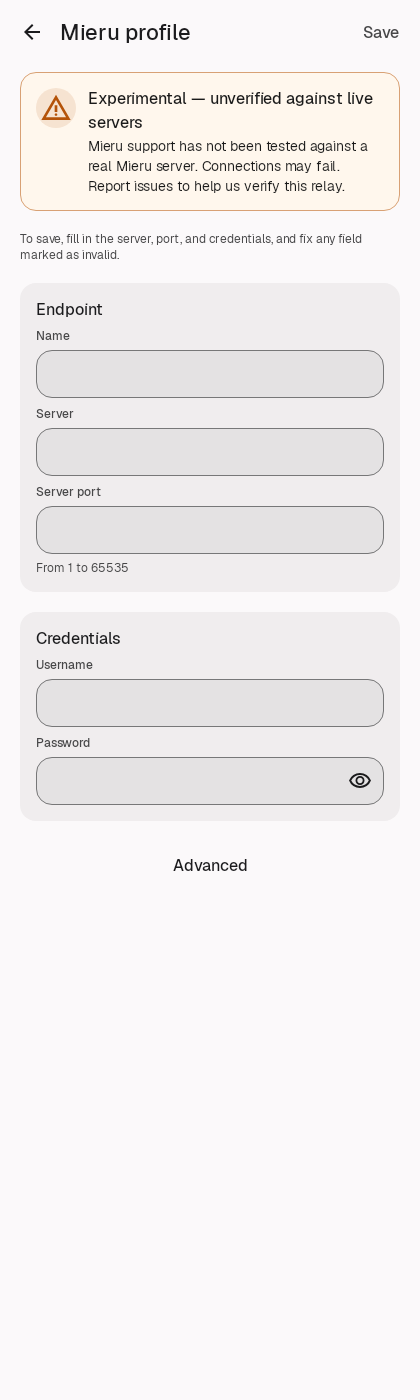 Mieru profile
Save
Experimental — unverified against live
servers
Mieru support has not been tested against a
real Mieru server. Connections may fail.
Report issues to help us verify this relay.
To save, fill in the server, port, and credentials, and fix any field
marked as invalid.
Endpoint
Name
Server
Server port
From 1 to 65535
Credentials
Username
Password
Advanced